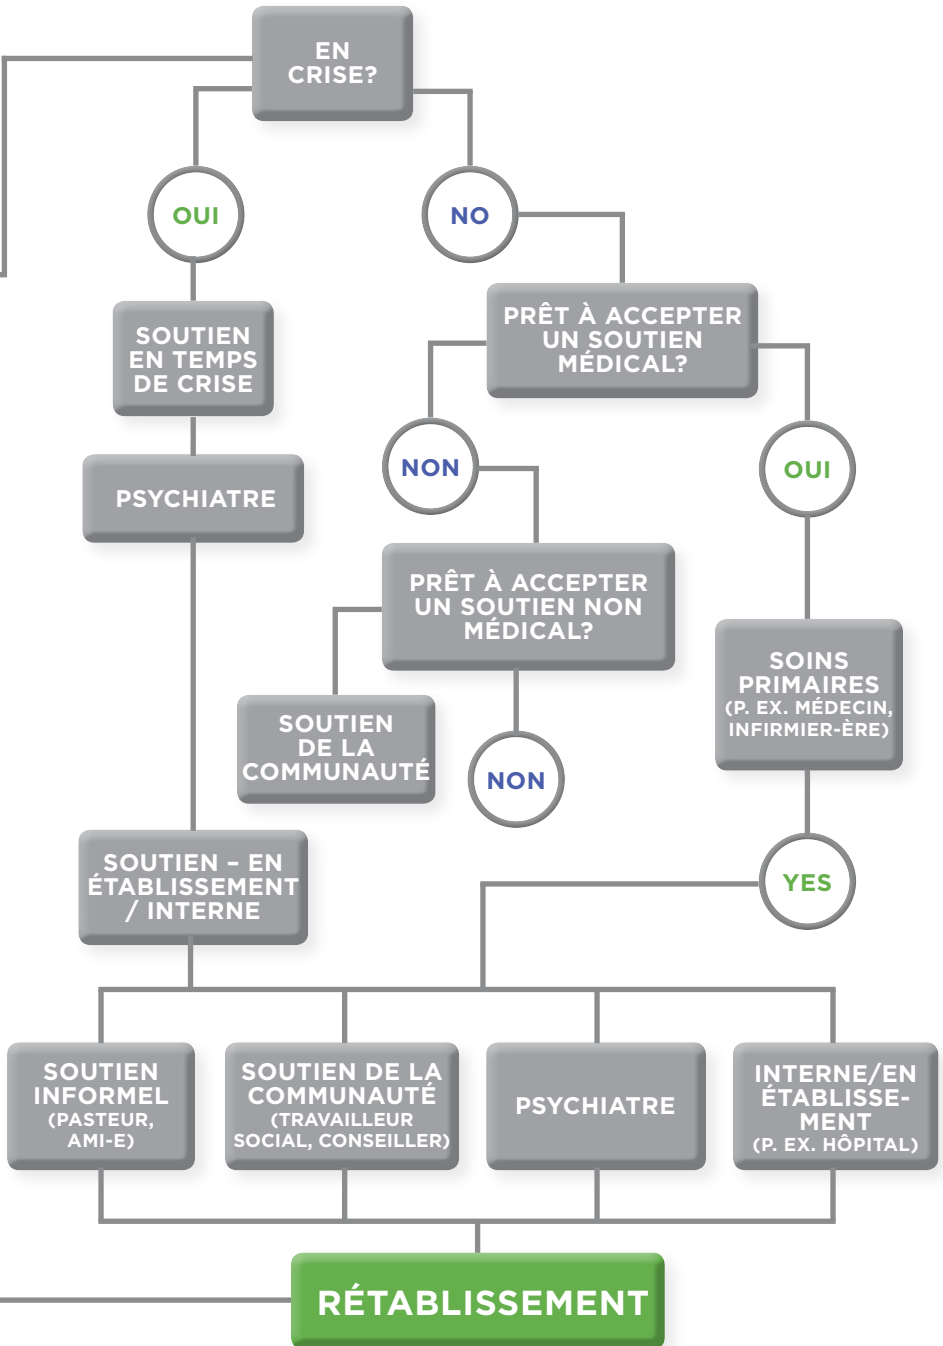 EN
CRISE?
OUI
NO
SOUTIEN
EN TEMPS
DE CRISE
PRÊT À ACCEPTER
UN SOUTIEN
MÉDICAL?
PSYCHIATRE
NON
OUI
PRÊT À ACCEPTER
UN SOUTIEN NON
MÉDICAL?
SOINS
PRIMAIRES
(P. EX. MÉDECIN,
INFIRMIER-ÈRE)
SOUTIEN
DE LA
COMMUNAUTÉ
NON
SOUTIEN – EN
ÉTABLISSEMENT
/ INTERNE
YES
SOUTIEN
INFORMEL
(PASTEUR,
AMI-E)
SOUTIEN DE LA
COMMUNAUTÉ
(TRAVAILLEUR
SOCIAL, CONSEILLER)
PSYCHIATRE
INTERNE/EN
ÉTABLISSE-
MENT
(P. EX. HÔPITAL)
RÉTABLISSEMENT